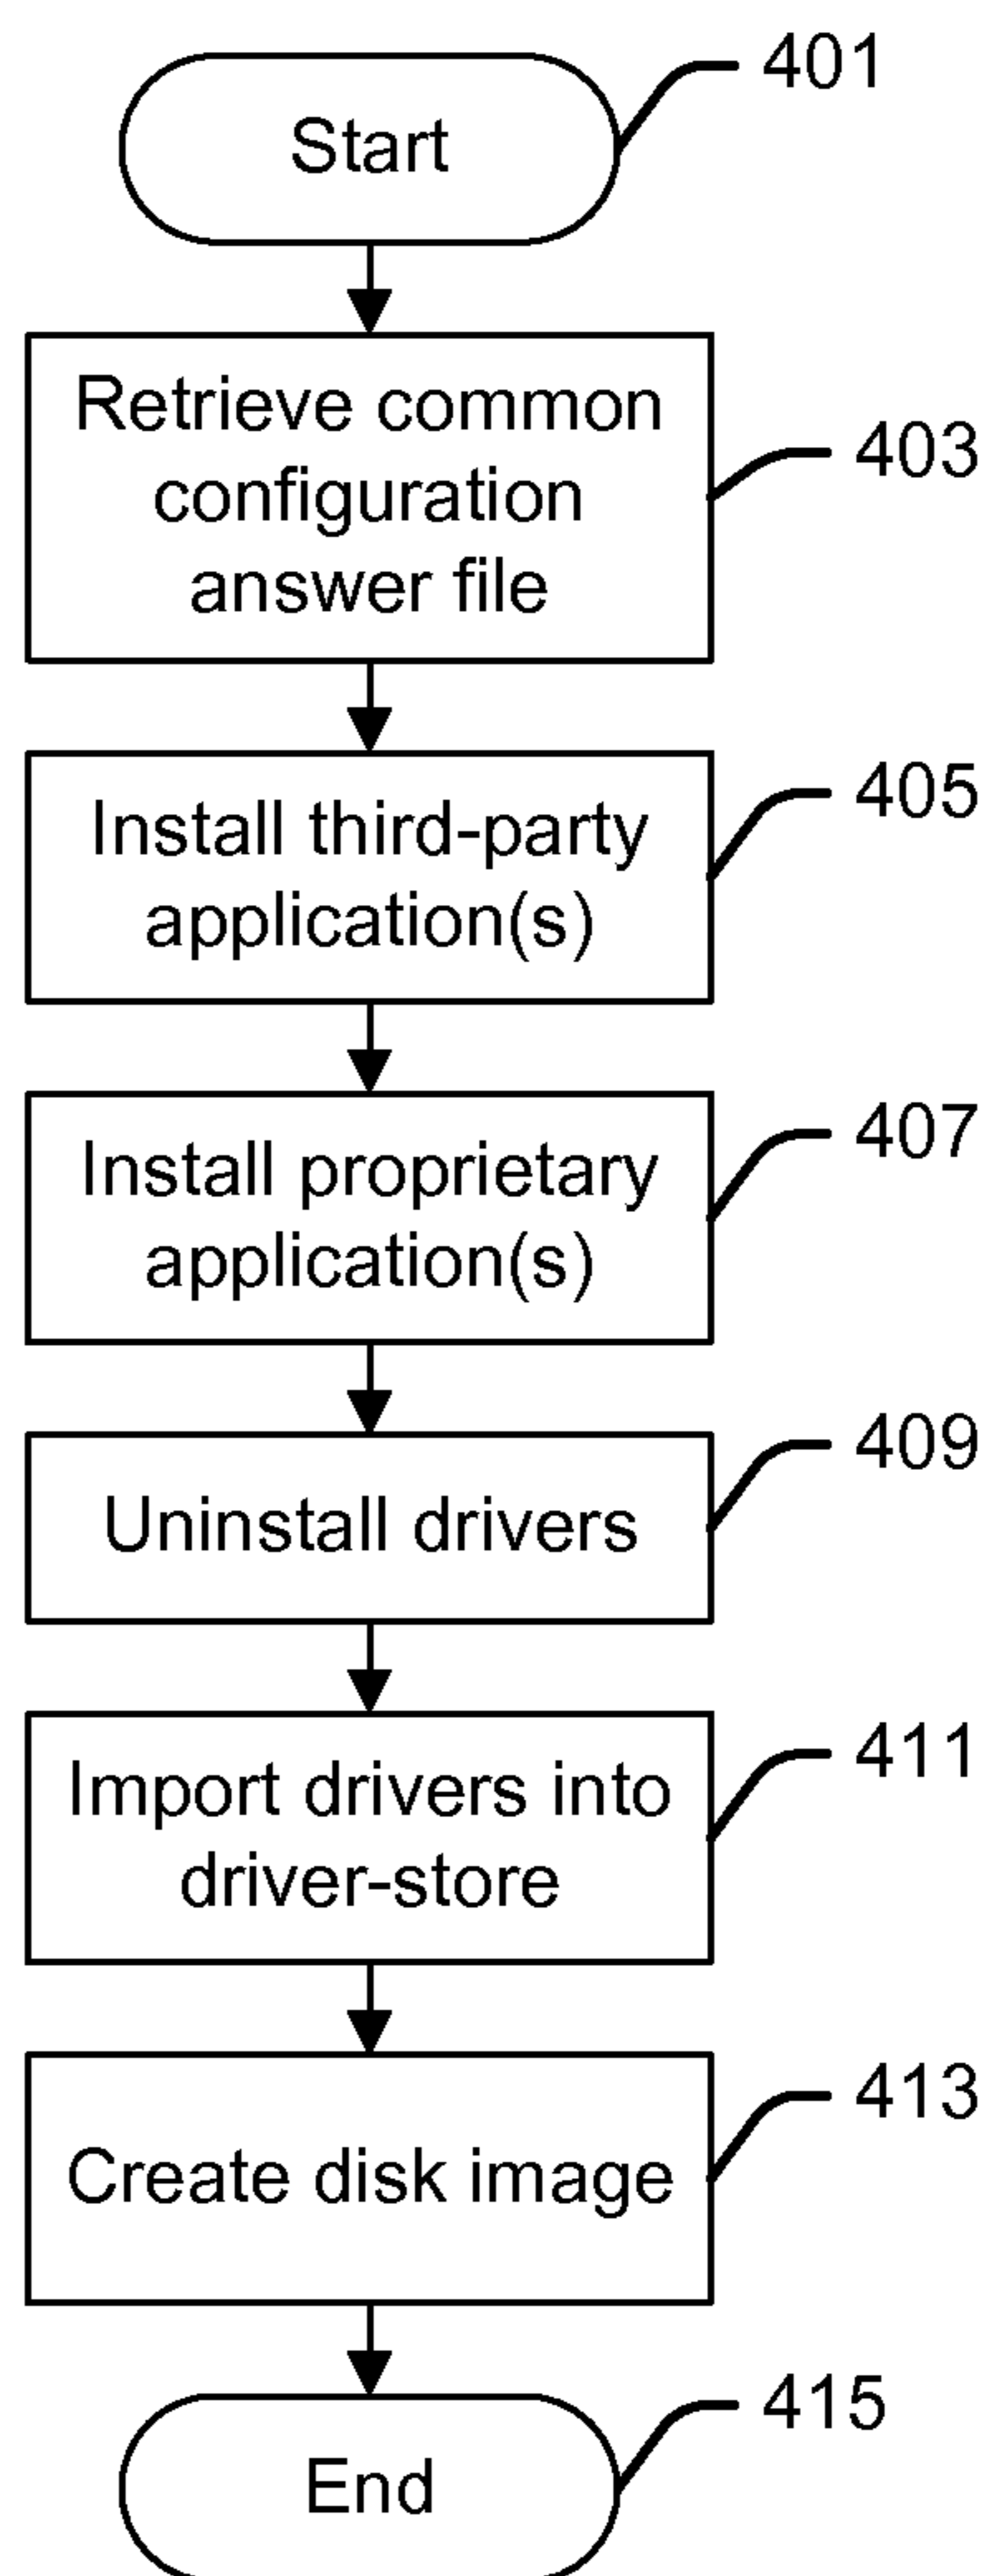 401
Start
Retrieve common
configuration
answer file
403
Install third-party
application(s)
405
Install proprietary
application(s)
407
Uninstall drivers
409
Import drivers into
driver-store
411
Create disk image
413
End
415